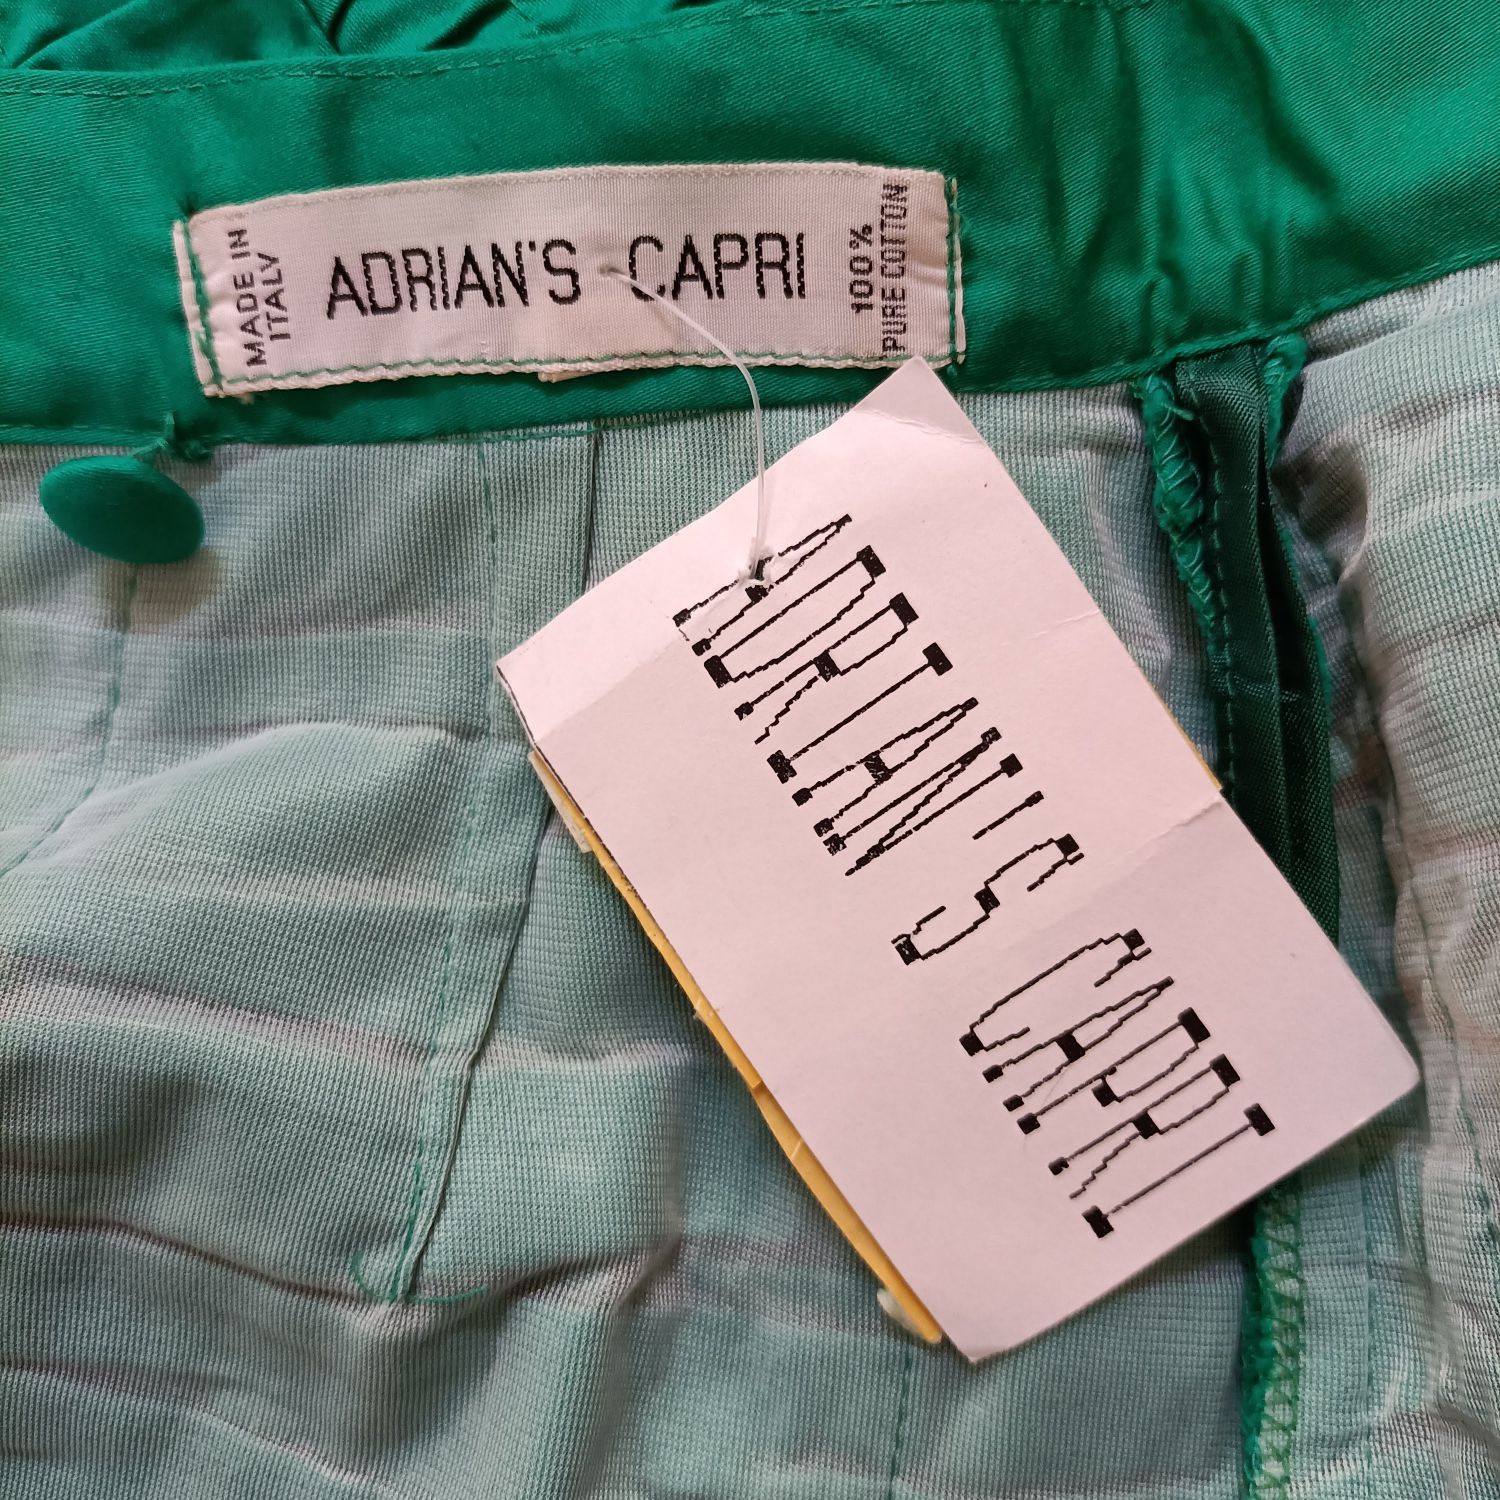 MADE IN
ITALY
ADRIAN'S CAPRI
100%
PURE COTTON
ADRIAN'S CAPRI